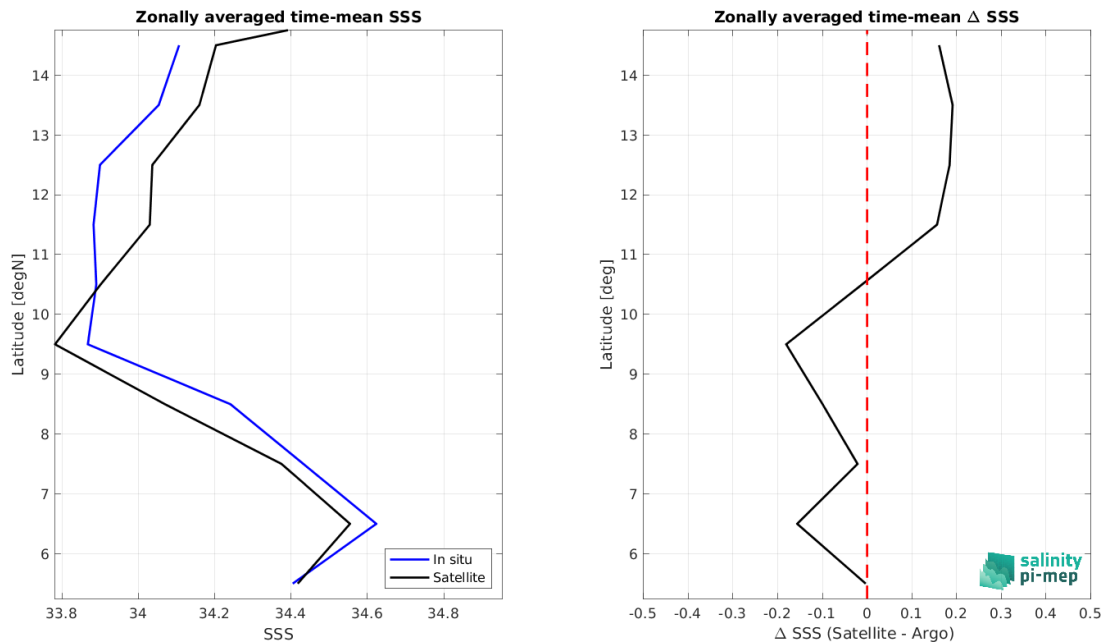 Zonally averaged time-mean SSS
14
13
12
11
10
9
8
7
6
Latitude [degN]
In situ
Satellite
33.8 34 34.2 34.4 34.6 34.8
SSS
Zonally averaged time-mean Δ SSS
14
13
12
11
10
9
8
7
6
Latitude [deg]
salinity
pi-mep
-0.5 -0.4 -0.3 -0.2 -0.1 0 0.1 0.2 0.3 0.4 0.5
Δ SSS (Satellite - Argo)